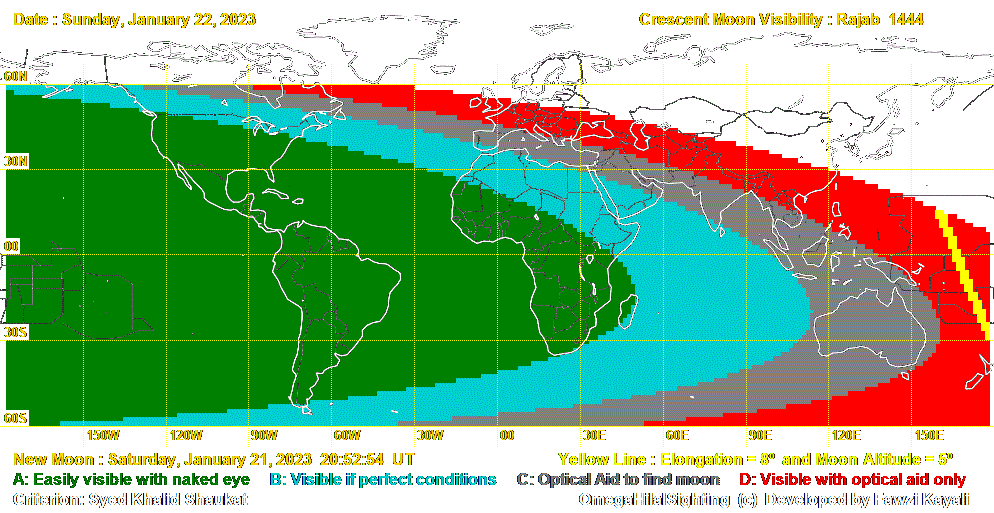 Date : Sunday, January 22, 2023 Crescent Moon Visibility : Rajab 1444
60N
30N
00
30S
60S
150W 120W 90W 60W 30W 00 30E 60E 90E 120E 150E
New Moon : Saturday, January 21, 2023 20:52:54 UT Yellow Line : Elongation = 8° and Moon Altitude = 5°
A: Easily visible with naked eye B: Visible if perfect conditions C: Optical Aid to find moon D: Visible with optical aid only
Criterion: Syed Khalid Shaukat OmegaHilalSighting (c) Developed by Fawzi Kayali